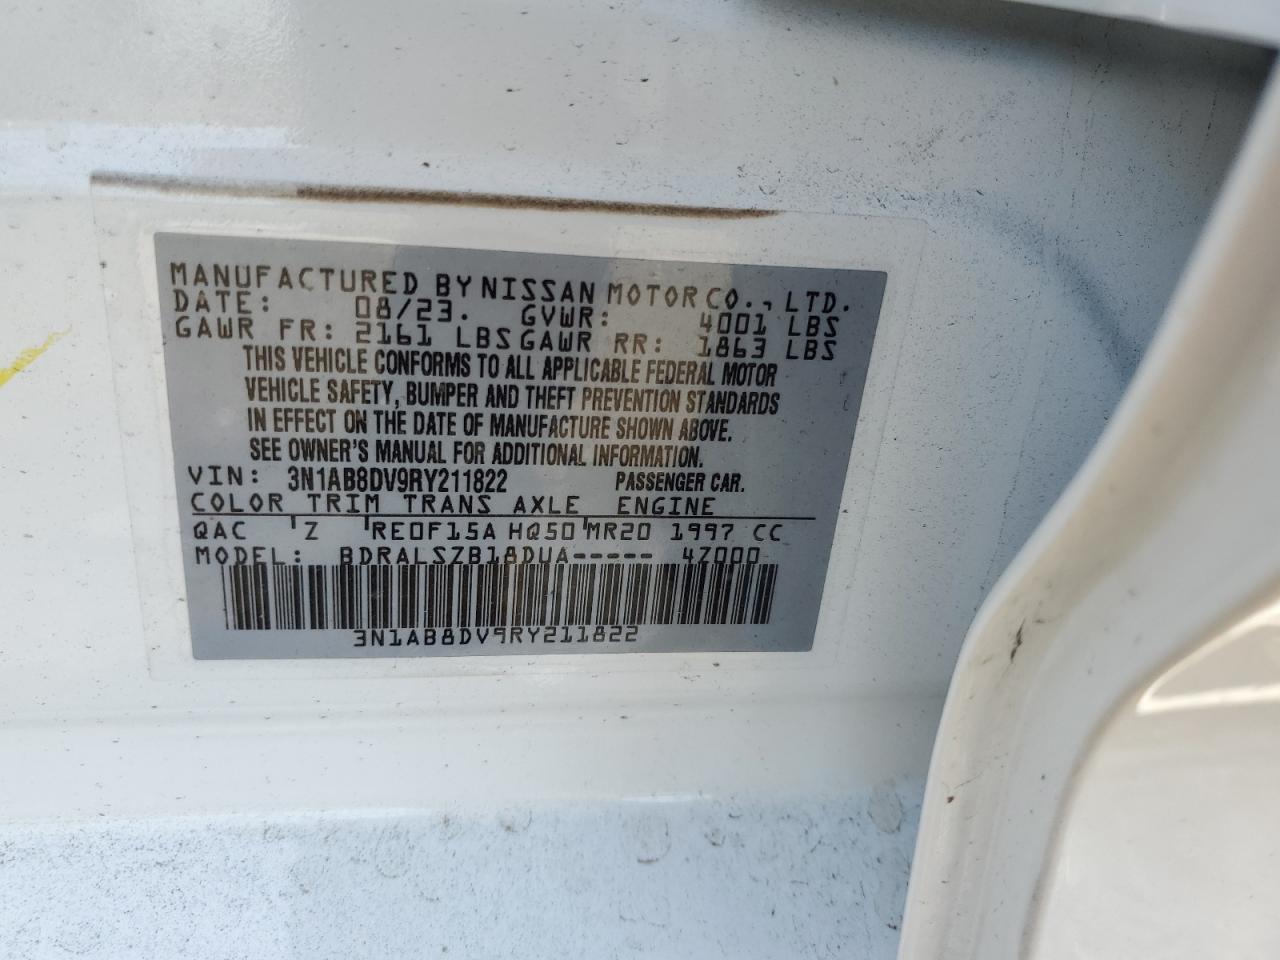 MANUFACTURED BY NISSAN MOTOR CO., LTD.
DATE: 08/23. GVWR: 4001 LBS
GAWR FR: 2161 LBS GAWR RR: 1863 LBS
THIS VEHICLE CONFORMS TO ALL APPLICABLE FEDERAL MOTOR
VEHICLE SAFETY, BUMPER AND THEFT PREVENTION STANDARDS
IN EFFECT ON THE DATE OF MANUFACTURE SHOWN ABOVE.
SEE OWNER'S MANUAL FOR ADDITIONAL INFORMATION.
VIN: 3N1AB8DV9RY211822 PASSENGER CAR.
COLOR TRIM TRANS AXLE ENGINE
QAC Z RE0F15A HQ50 MR20 1997 CC
MODEL: BDRALSZB18DUA----- 4Z000
3N1AB8DV9RY211822